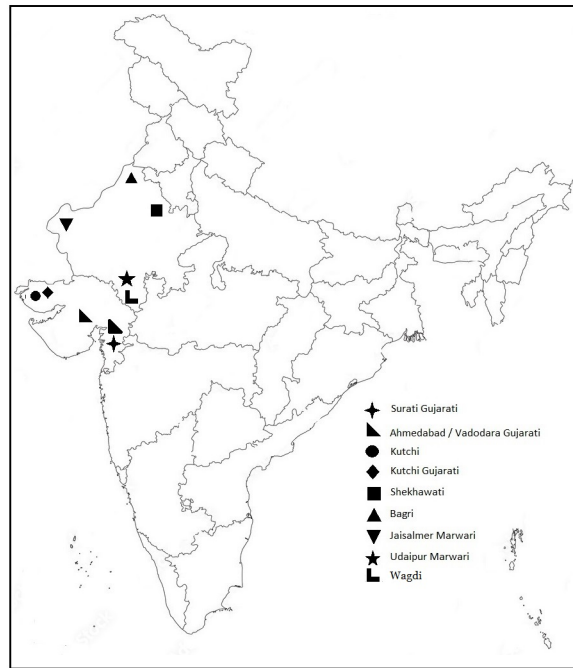 Surati Gujarati
Ahmedabad / Vadodara Gujarati
Kutchi
Kutchi Gujarati
Shekhawati
Bagri
Jaisalmer Marwari
Udaipur Marwari
Wagdi